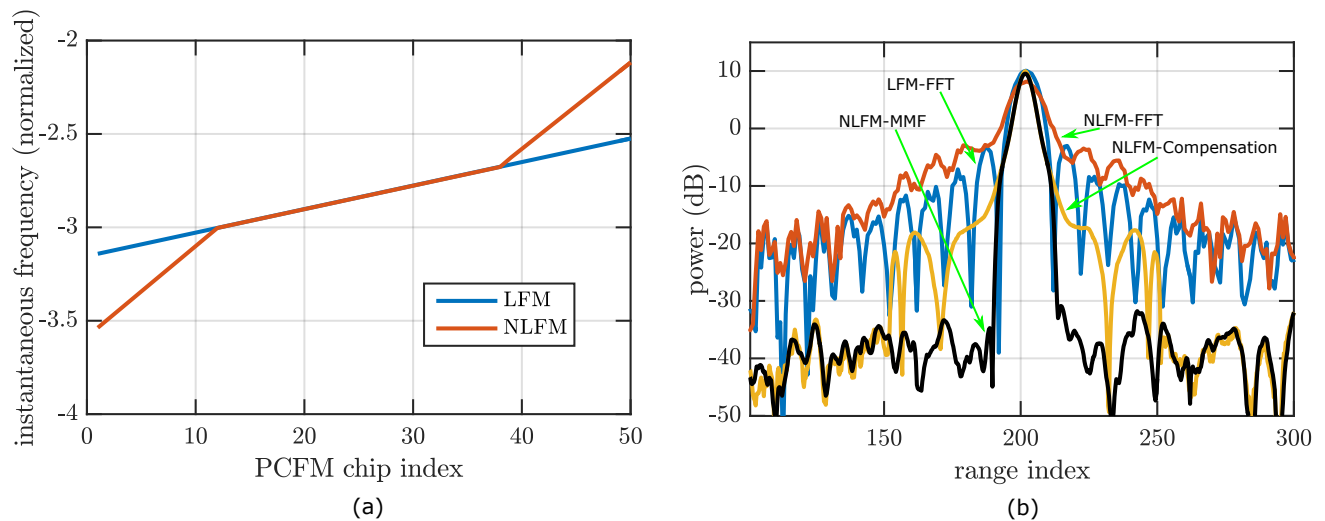 instantaneous frequency (normalized)
-2
-2.5
-3
-3.5
-4
0
10
20
30
40
50
PCFM chip index
LFM
NLFM
(a)
power (dB)
10
0
-10
-20
-30
-40
-50
150
200
250
300
range index
LFM-FFT
NLFM-MMF
NLFM-FFT
NLFM-Compensation
(b)